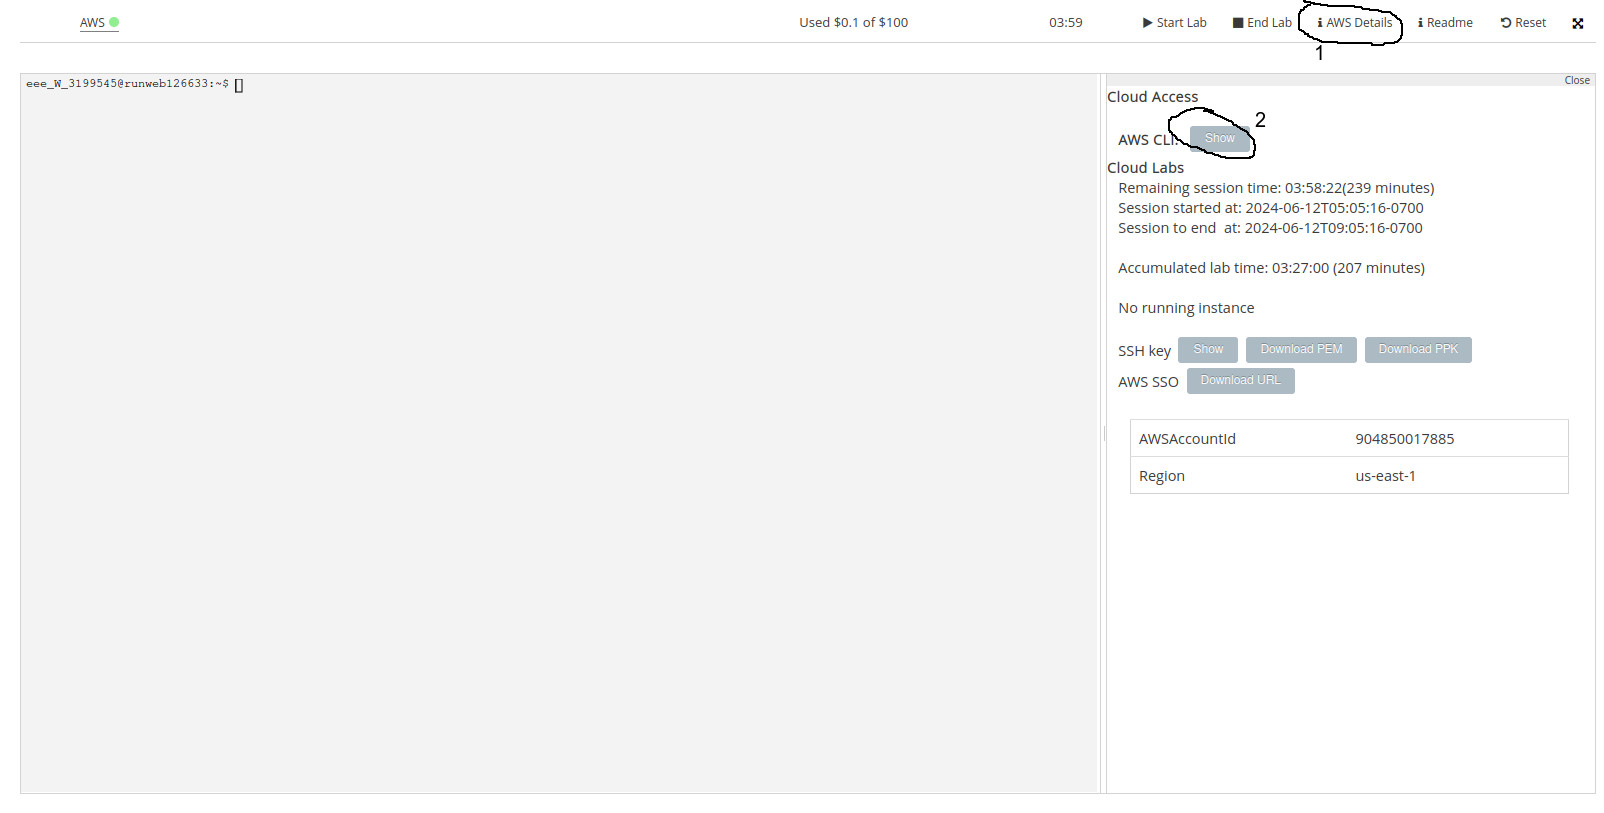 AWS Used $0.1 of $100 03:59 Start Lab End Lab AWS Details Readme Reset
1
eee_W_3199545@runweb126633:~$
Close
Cloud Access
2
AWS CLI: Show
Cloud Labs
Remaining session time: 03:58:22(239 minutes)
Session started at: 2024-06-12T05:05:16-0700
Session to end at: 2024-06-12T09:05:16-0700
Accumulated lab time: 03:27:00 (207 minutes)
No running instance
SSH key Show Download PEM Download PPK
AWS SSO Download URL
AWSAccountId 904850017885
Region us-east-1